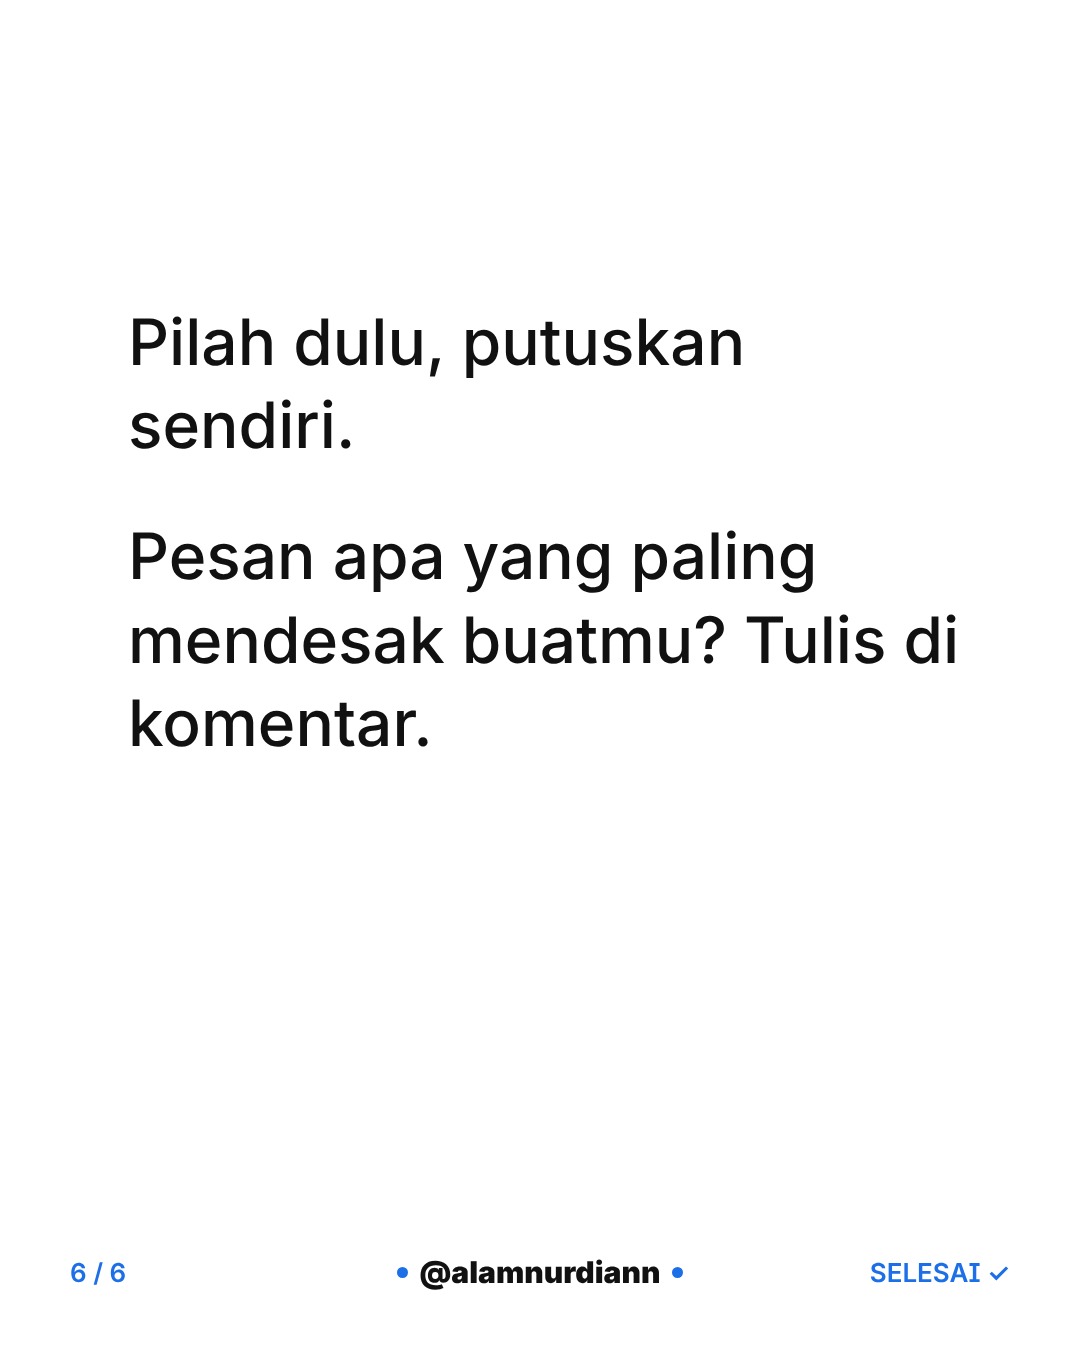 Pilah dulu, putuskan
sendiri.
Pesan apa yang paling
mendesak buatmu? Tulis di
komentar.
6 / 6
• @alamnurdiann •
SELESAI ✓